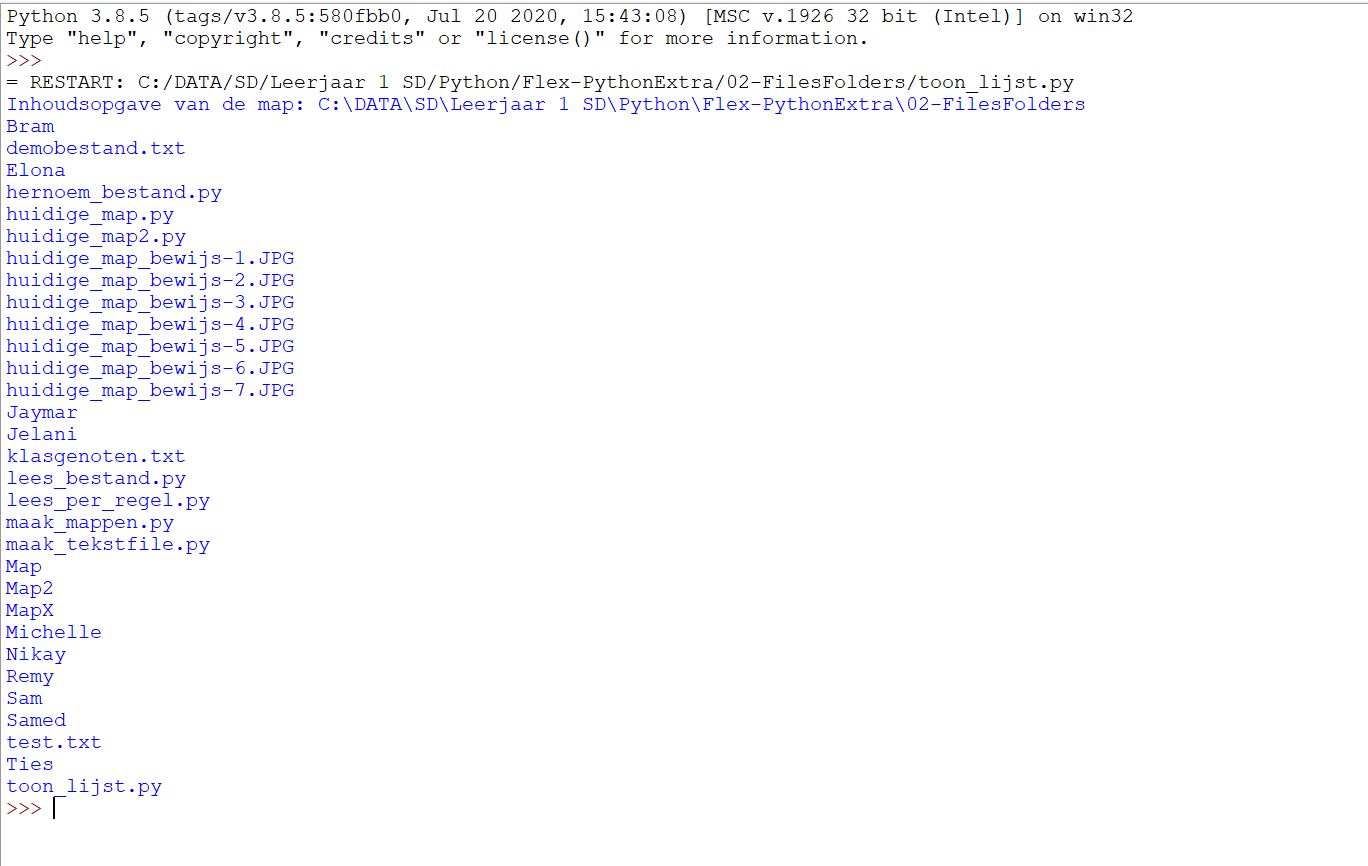 Python 3.8.5 (tags/v3.8.5:580fbb0, Jul 20 2020, 15:43:08) [MSC v.1926 32 bit (Intel)] on win32
Type "help", "copyright", "credits" or "license()" for more information.
>>>
= RESTART: C:/DATA/SD/Leerjaar 1 SD/Python/Flex-PythonExtra/02-FilesFolders/toon_lijst.py
Inhoudsopgave van de map: C:\DATA\SD\Leerjaar 1 SD\Python\Flex-PythonExtra\02-FilesFolders
Bram
demobestand.txt
Elona
hernoem_bestand.py
huidige_map.py
huidige_map2.py
huidige_map_bewijs-1.JPG
huidige_map_bewijs-2.JPG
huidige_map_bewijs-3.JPG
huidige_map_bewijs-4.JPG
huidige_map_bewijs-5.JPG
huidige_map_bewijs-6.JPG
huidige_map_bewijs-7.JPG
Jaymar
Jelani
klasgenoten.txt
lees_bestand.py
lees_per_regel.py
maak_mappen.py
maak_tekstfile.py
Map
Map2
MapX
Michelle
Nikay
Remy
Sam
Samed
test.txt
Ties
toon_lijst.py
>>>